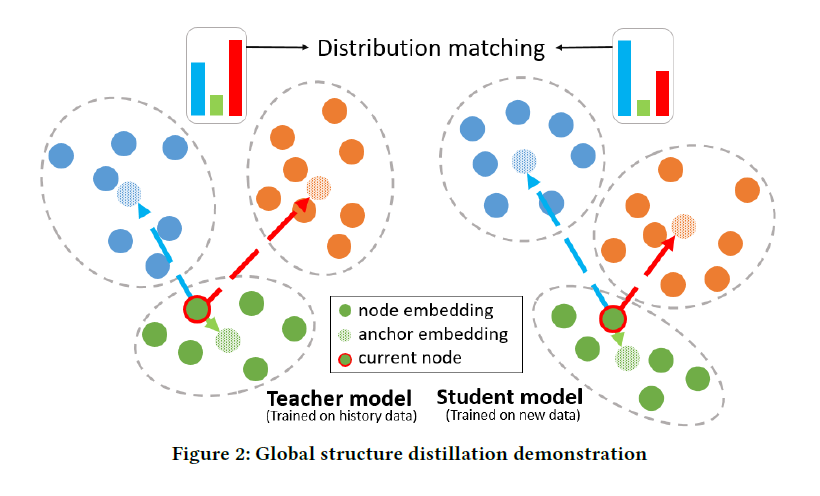 Distribution matching
node embedding
anchor embedding
current node
Teacher model
(Trained on history data)
Student model
(Trained on new data)
Figure 2: Global structure distillation demonstration